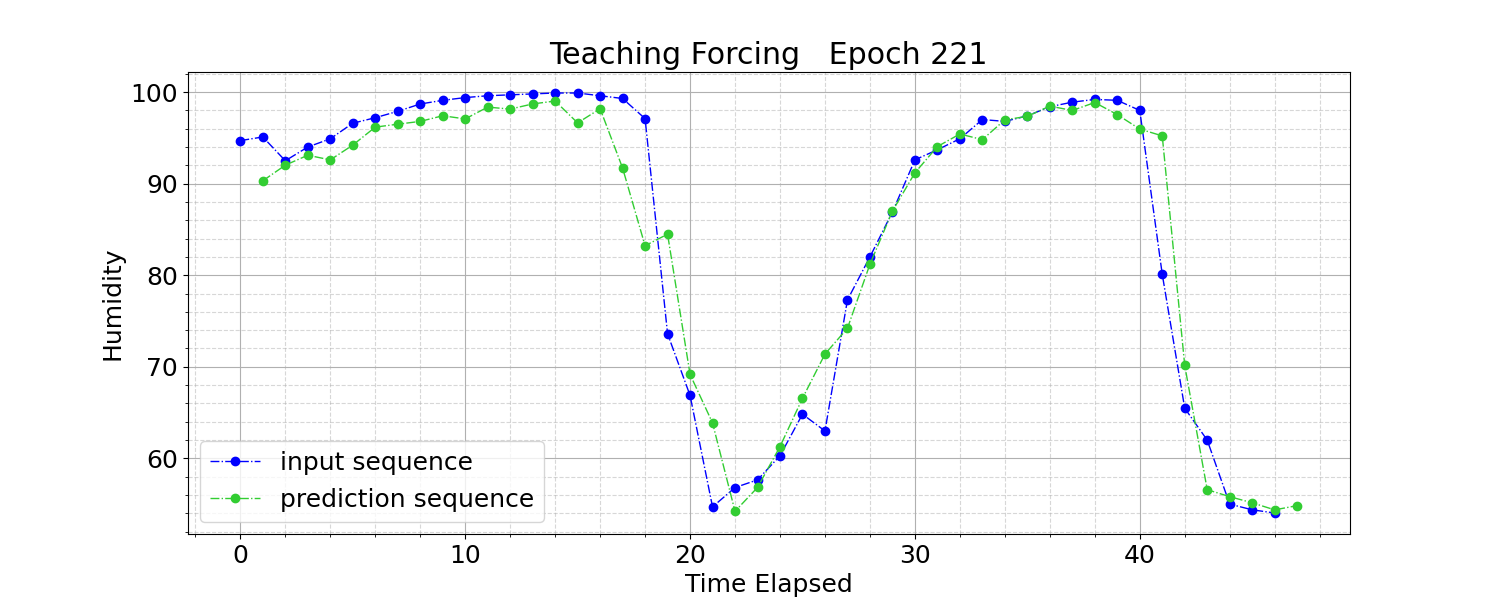 Teaching Forcing   Epoch 221
100
90
80
70
60
Humidity
input sequence
prediction sequence
0 10 20 30 40
Time Elapsed